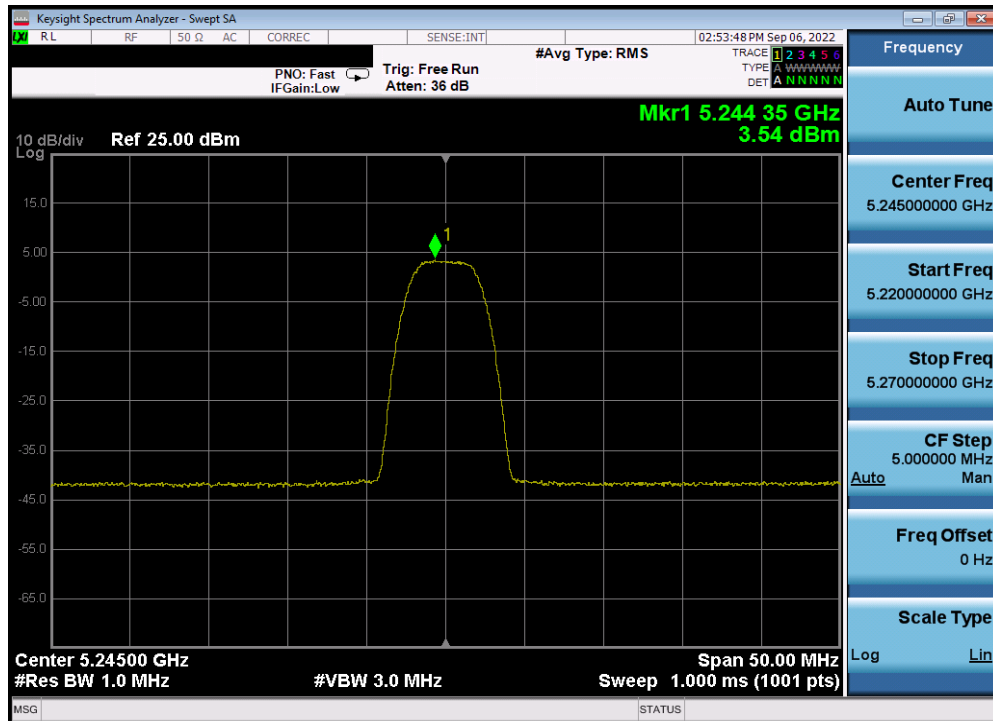 Keysight Spectrum Analyzer - Swept SA
LXI RL RF 50 Ω AC CORREC SENSE:INT 02:53:48 PM Sep 06, 2022
#Avg Type: RMS
TRACE 1 2 3 4 5 6
TYPE A WWWWW
DET A N N N N N
PNO: Fast
IFGain:Low
Trig: Free Run
Atten: 36 dB
Mkr1 5.244 35 GHz
3.54 dBm
10 dB/div Ref 25.00 dBm
Log
15.0
5.00
-5.00
-15.0
-25.0
-35.0
-45.0
-55.0
-65.0
1
Center 5.24500 GHz Span 50.00 MHz
#Res BW 1.0 MHz #VBW 3.0 MHz Sweep 1.000 ms (1001 pts)
MSG STATUS
Frequency
Auto Tune
Center Freq
5.245000000 GHz
Start Freq
5.220000000 GHz
Stop Freq
5.270000000 GHz
CF Step
5.000000 MHz
Auto Man
Freq Offset
0 Hz
Scale Type
Log Lin